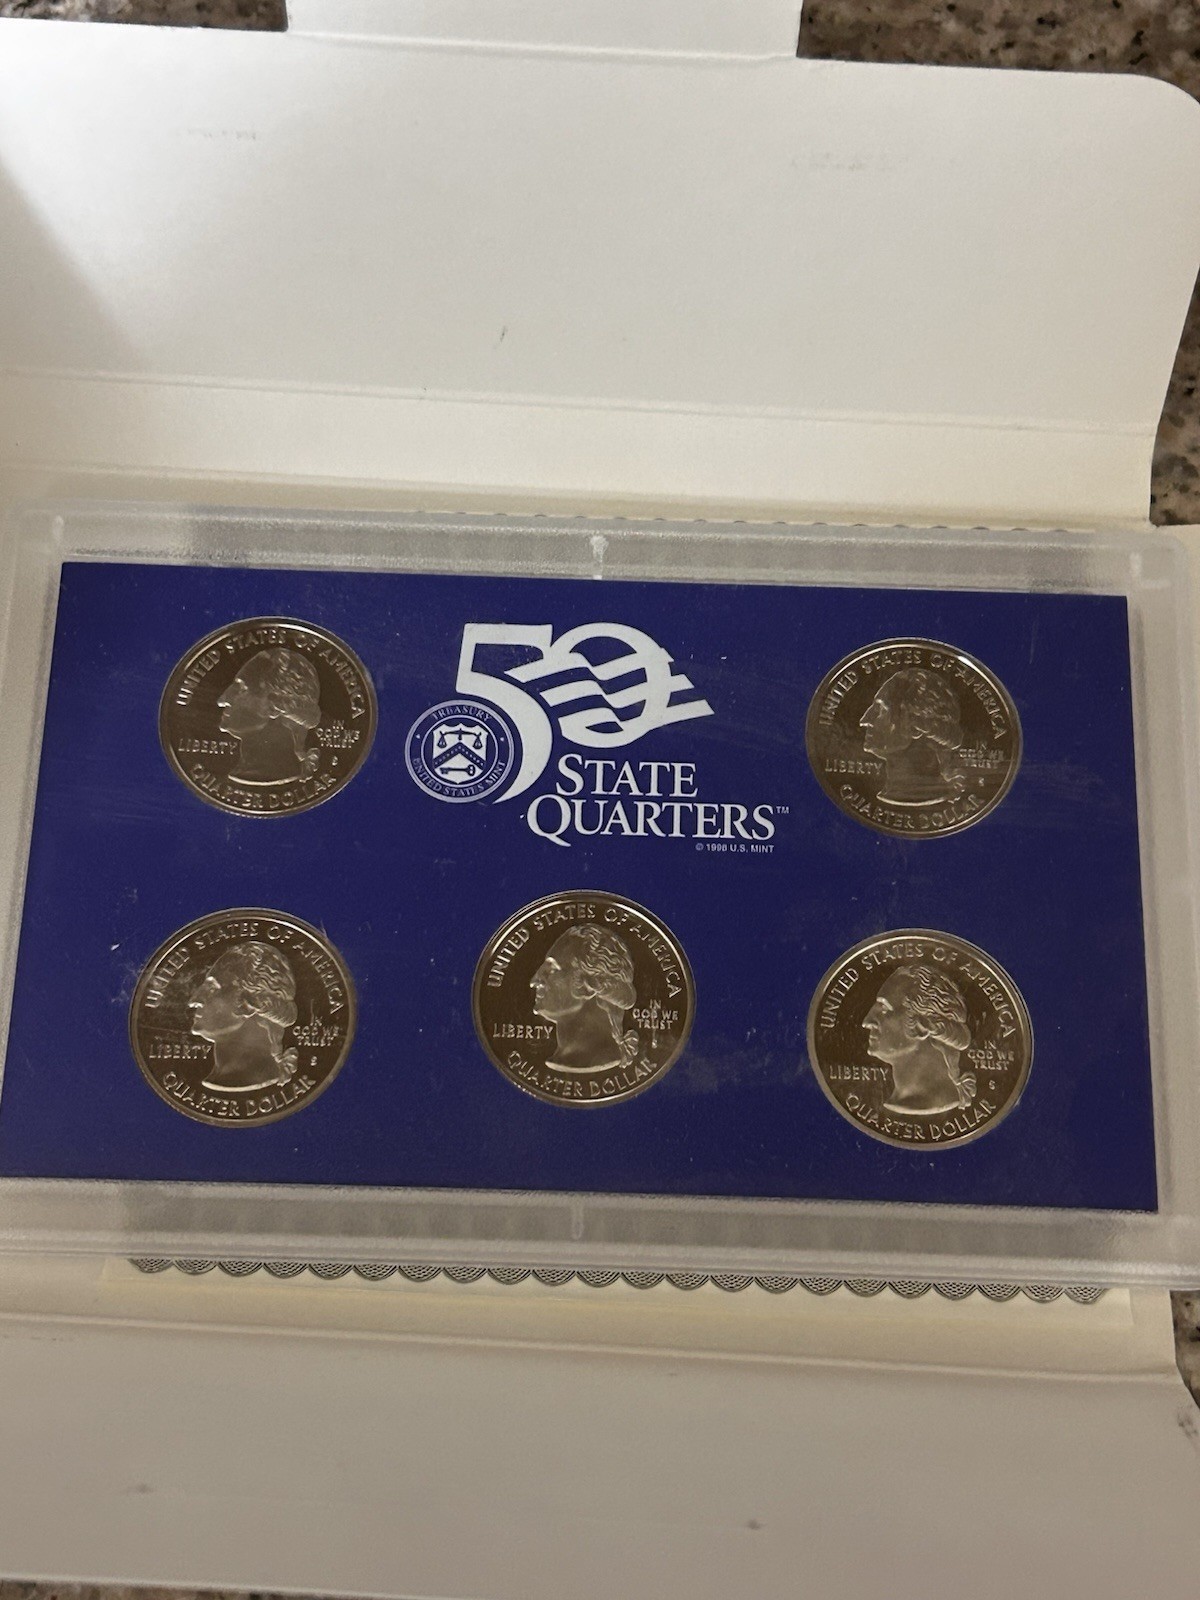 UNITED STATES OF AMERICA
LIBERTY
IN
GOD WE
TRUST
S
QUARTER DOLLAR
50
TREASURY
UNITED STATES MINT
STATE
QUARTERS™
© 1998 U.S. MINT
UNITED STATES OF AMERICA
LIBERTY
IN
GOD WE
TRUST
S
QUARTER DOLLAR
UNITED STATES OF AMERICA
LIBERTY
IN
GOD WE
TRUST
S
QUARTER DOLLAR
UNITED STATES OF AMERICA
LIBERTY
IN
GOD WE
TRUST
S
QUARTER DOLLAR
UNITED STATES OF AMERICA
LIBERTY
IN
GOD WE
TRUST
S
QUARTER DOLLAR